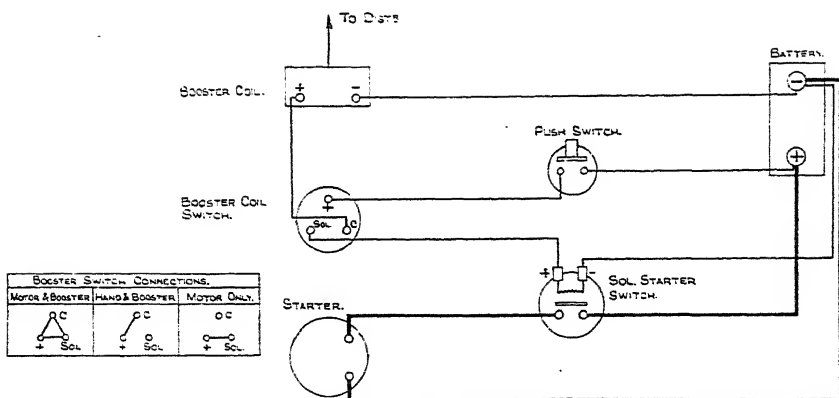 To Distr
BATTERY.
BOOSTER COIL.
+ -
-
PUSH SWITCH.
+
BOOSTER COIL
SWITCH.
+
SOL C
+ -
SOL. STARTER
SWITCH.
BOOSTER SWITCH CONNECTIONS.
MOTOR & BOOSTER HAND & BOOSTER MOTOR ONLY.
C C C
+ SOL + SOL + SOL.
STARTER.